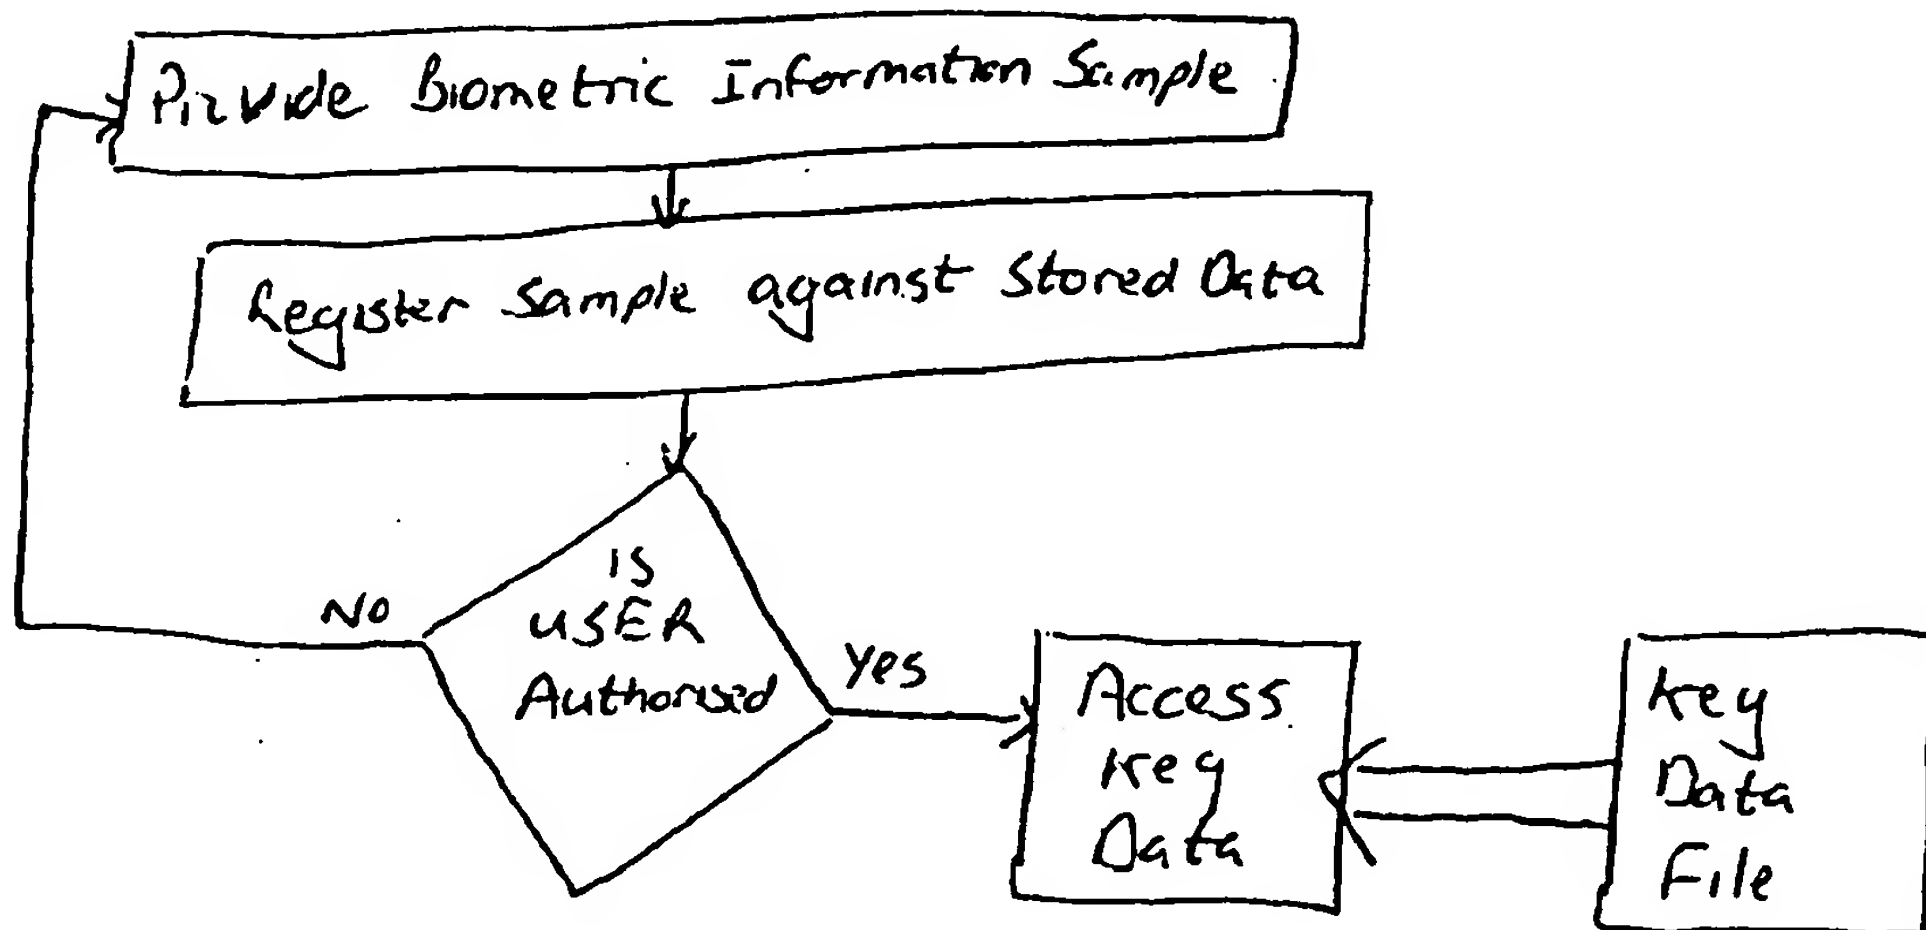 Provide Biometric Information Sample
Register Sample against Stored Data
is
USER
Authorised
No
Yes
Access
Key
Data
Key
Data
File